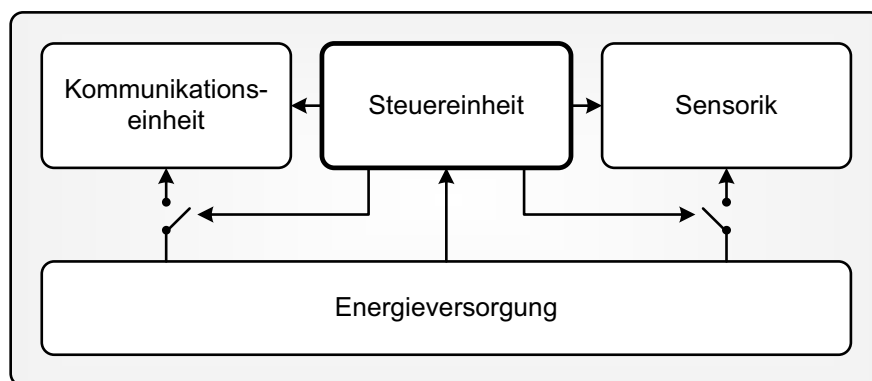 Kommunikations-
einheit
Steuereinheit
Sensorik
Energieversorgung